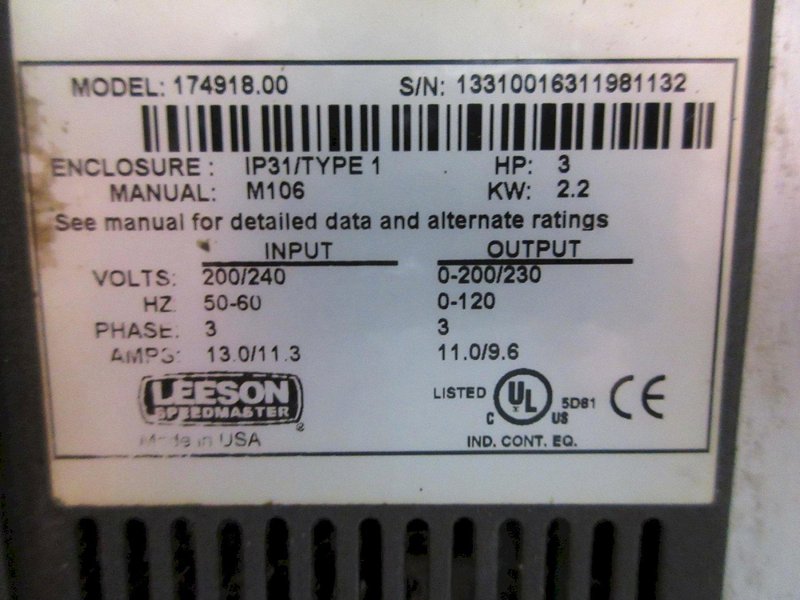 MODEL: 174918.00 S/N: 13310016311981132
ENCLOSURE : IP31/TYPE 1 HP: 3
MANUAL: M106 KW: 2.2
See manual for detailed data and alternate ratings
INPUT OUTPUT
VOLTS: 200/240 0-200/230
HZ 50-60 0-120
PHASE: 3 3
AMPS: 13.0/11.3 11.0/9.6
LEESON
SPEEDMASTER ®
Made in USA
LISTED C UL US 5D81 CE
IND. CONT. EQ.